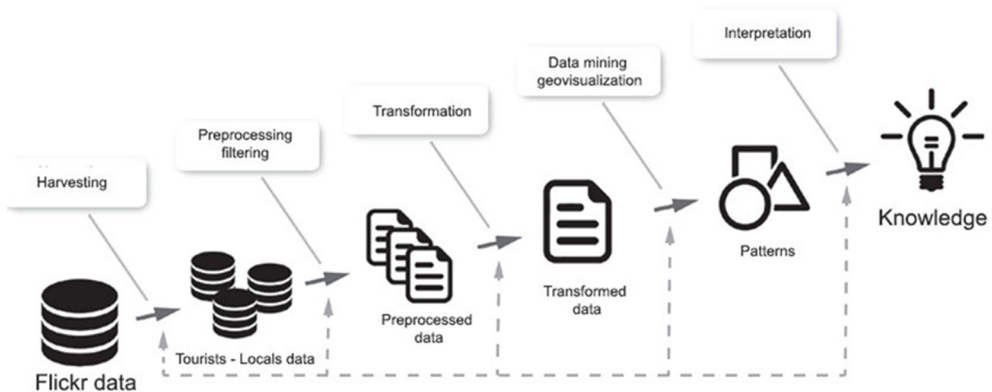 Interpretation
Data mining
geovisualization
Transformation
Preprocessing
filtering
Harvesting
Knowledge
Patterns
Transformed
data
Preprocessed
data
Tourists - Locals data
Flickr data